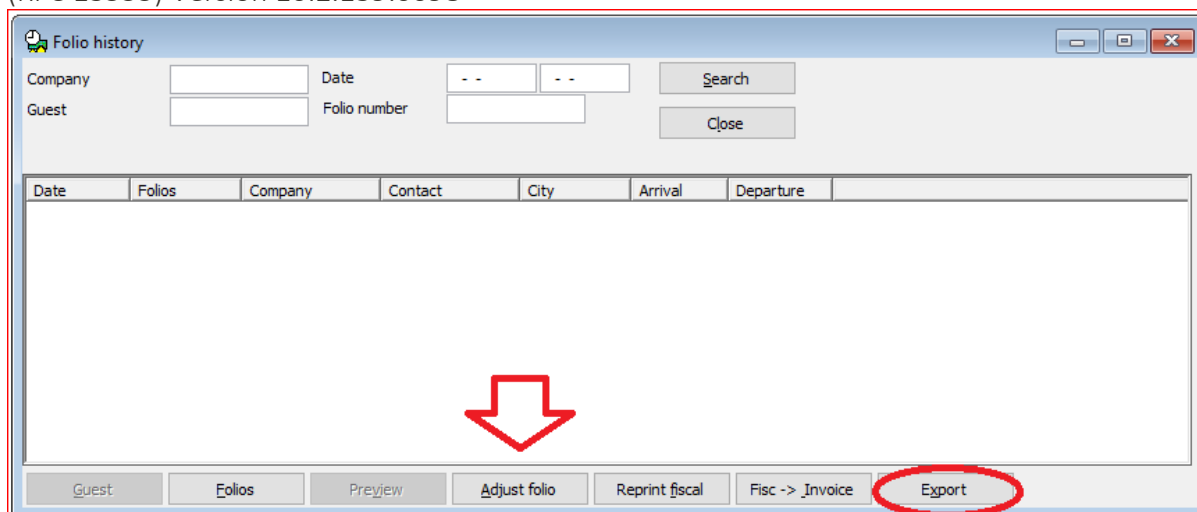 Folio history
Company Date - - - - Search
Guest Folio number Close
Date Folios Company Contact City Arrival Departure
Guest Folios Preview Adjust folio Reprint fiscal Fisc -> Invoice Export